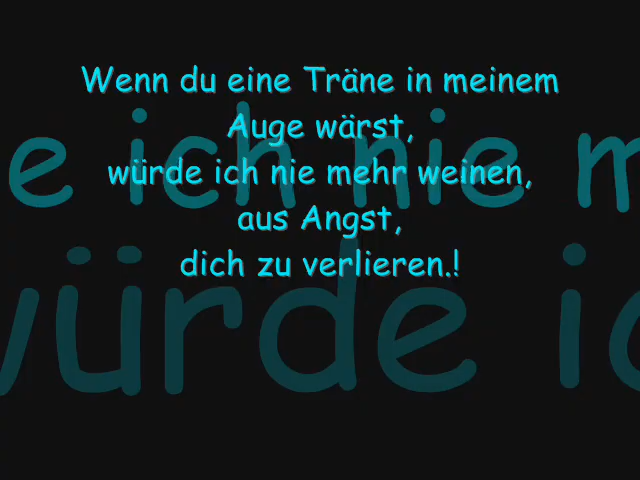 Wenn du eine Träne in meinem
Auge wärst,
würde ich nie mehr weinen,
aus Angst,
dich zu verlieren.!
e ich nie m
würde ic